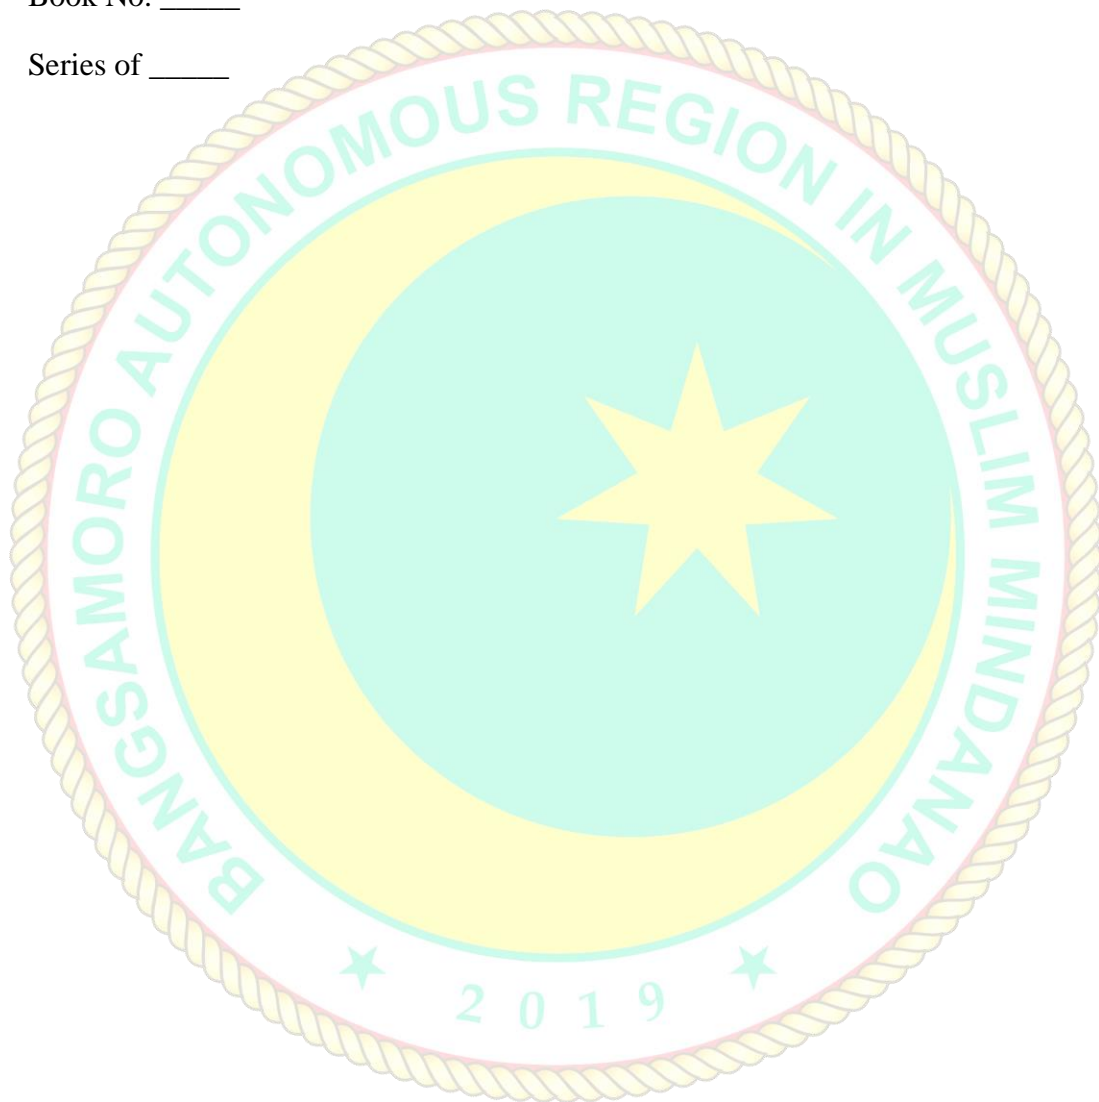 Book No. _____
Series of _____
BANGSAMORO AUTONOMOUS REGION IN MUSLIM MINDANAO
2019